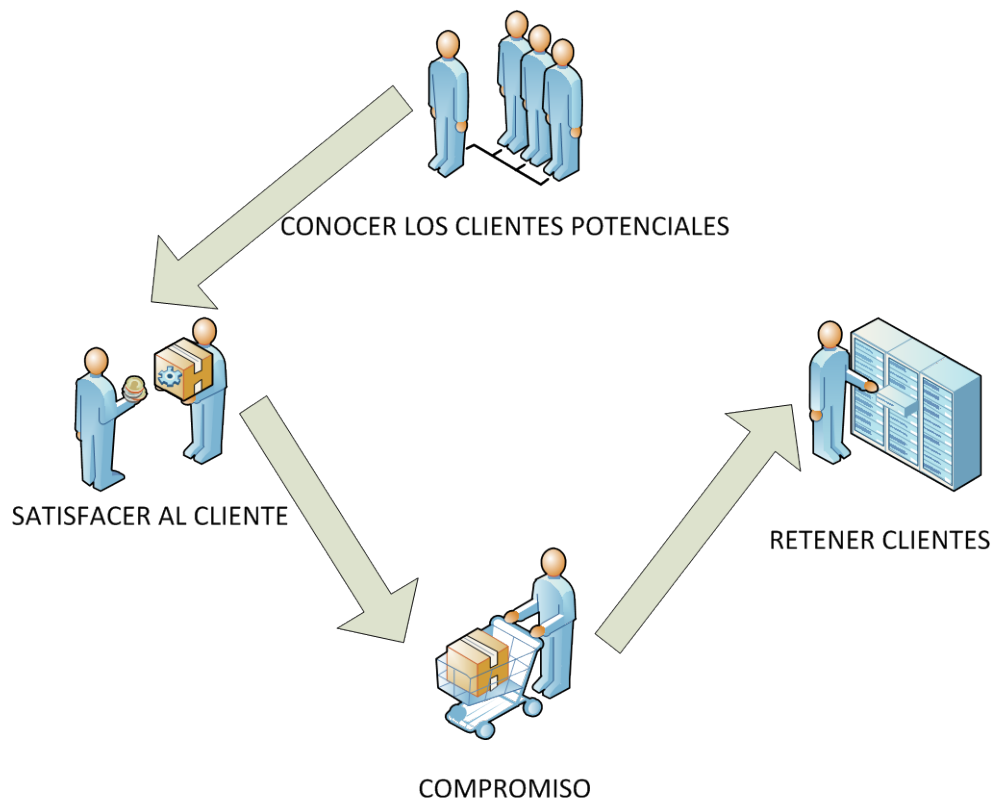 CONOCER LOS CLIENTES POTENCIALES
SATISFACER AL CLIENTE
COMPROMISO
RETENER CLIENTES